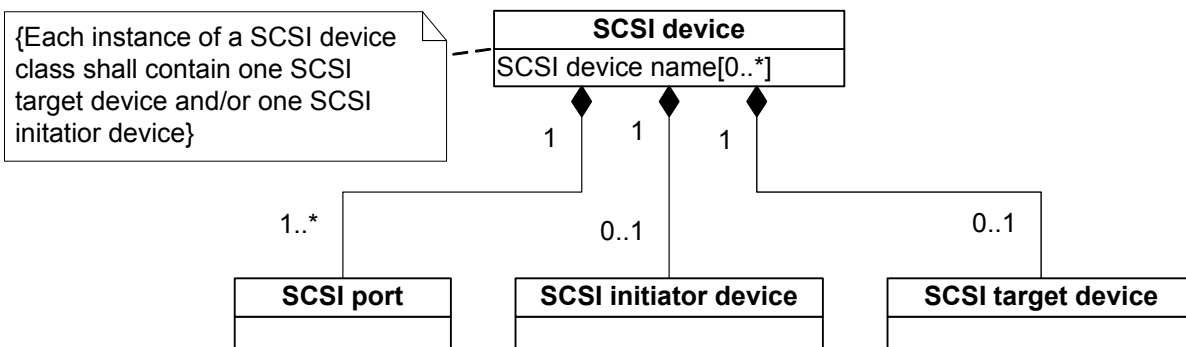 {Each instance of a SCSI device
class shall contain one SCSI
target device and/or one SCSI
initatior device}
SCSI device
SCSI device name[0..*]
1
1
1
1..*
0..1
0..1
SCSI port
SCSI initiator device
SCSI target device